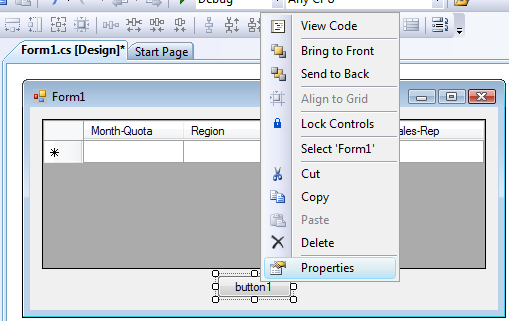 Debug Any CPU
View Code
Bring to Front
Send to Back
Align to Grid
Lock Controls
Select 'Form1'
Cut
Copy
Paste
Delete
Properties
Form1.cs [Design]* Start Page
Form1
Month-Quota Region ales-Rep
button1